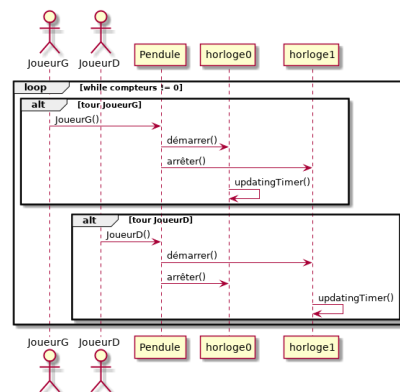 JoueurG JoueurD Pendule horloge0 horloge1
loop [while compteurs != 0]
alt [tour JoueurG]
JoueurG()
démarrer()
arrêter()
updatingTimer()
alt [tour JoueurD]
JoueurD()
démarrer()
arrêter()
updatingTimer()
JoueurG JoueurD Pendule horloge0 horloge1